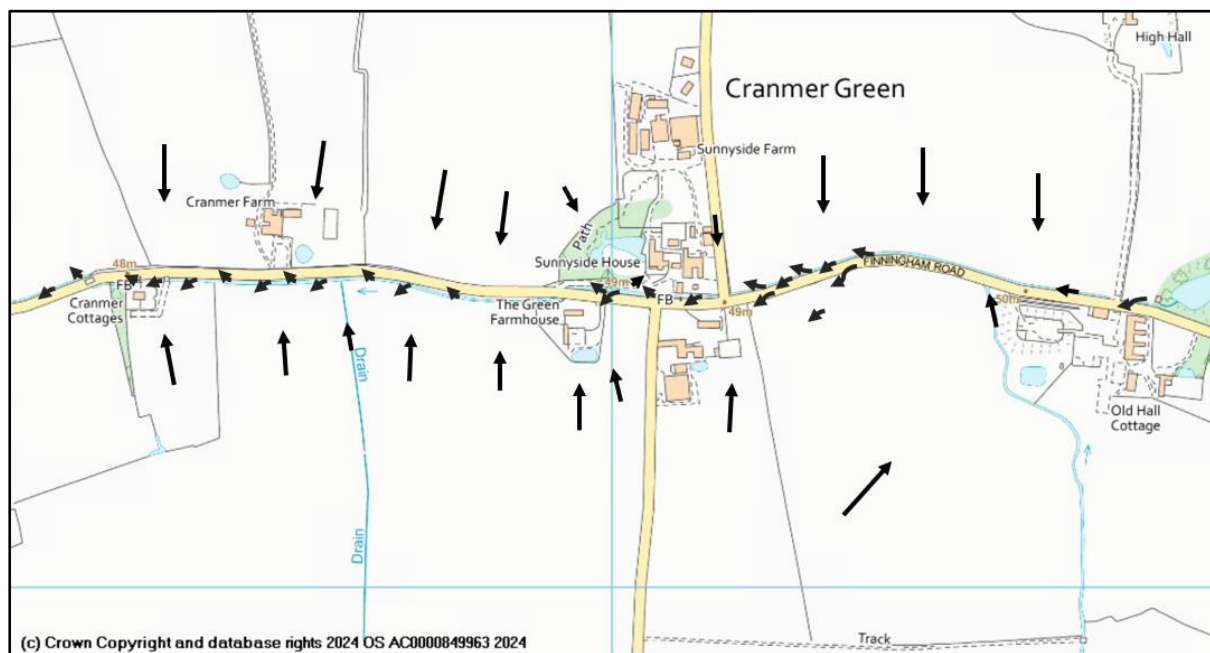 High Hall
Cranmer Green
Sunnyside Farm
Cranmer Farm
Path
48m
Sunnyside House
FINNINGHAM ROAD
FB
49m
Cranmer
Cottages
The Green
Farmhouse
FB
49m
50m
Drain
Old Hall
Cottage
Drain
Track
(c) Crown Copyright and database rights 2024 OS AC0000849963 2024